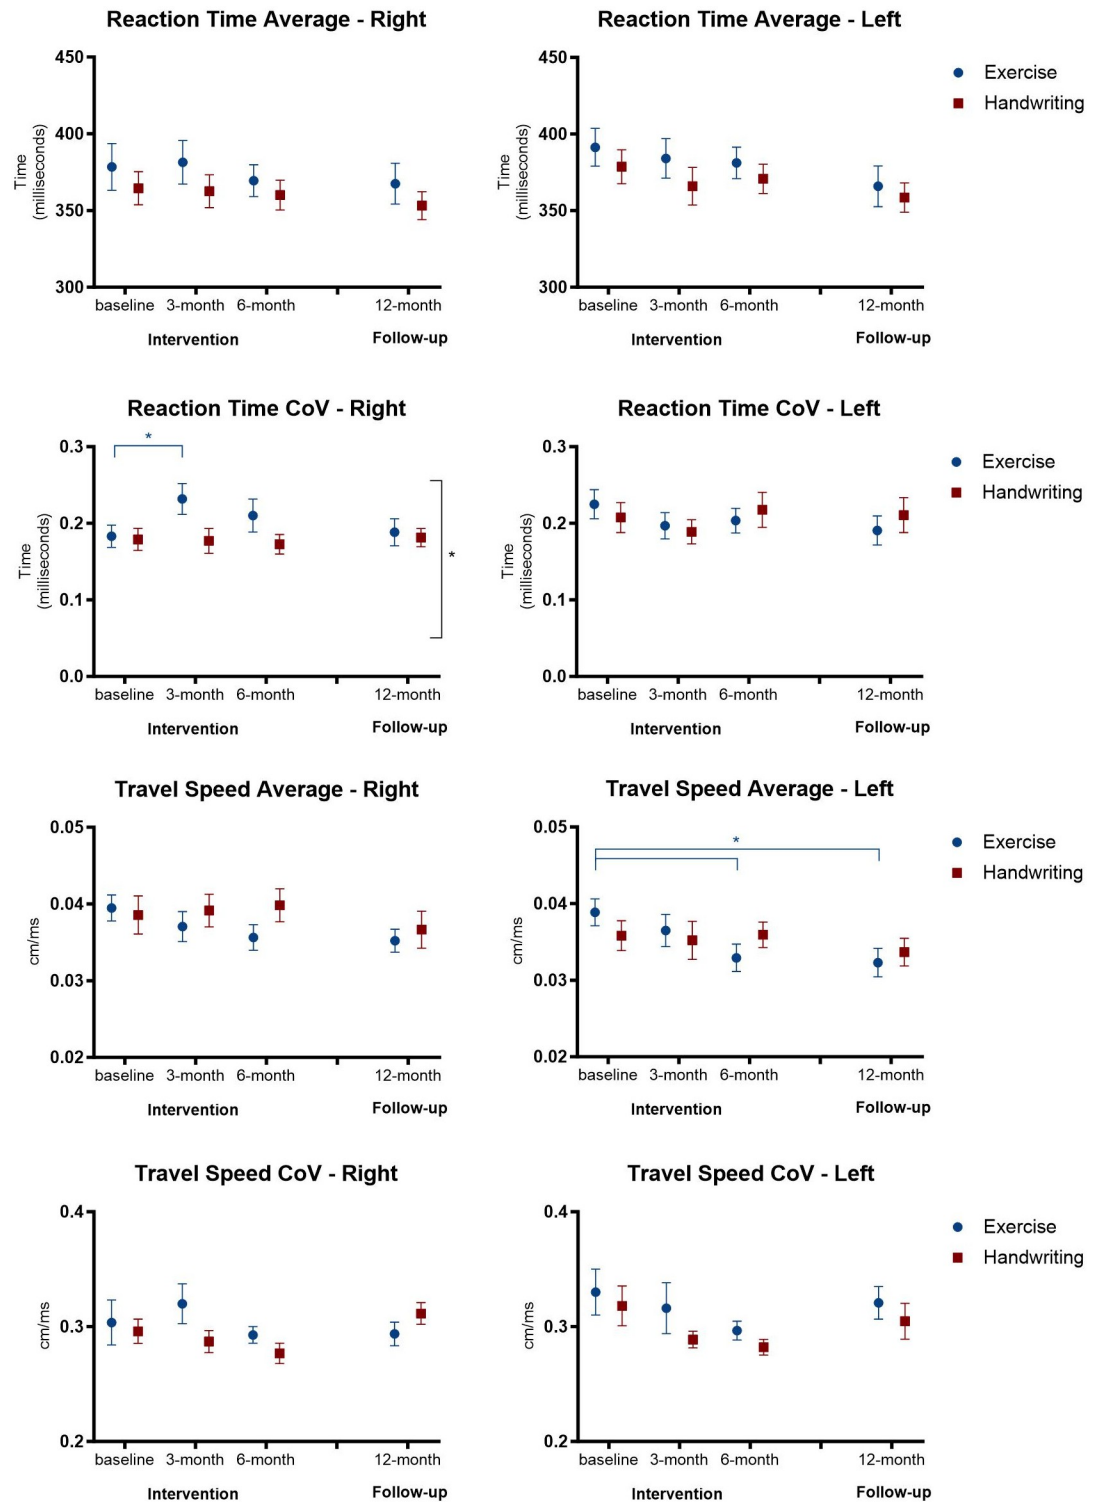 Reaction Time Average - Right
450
400
350
300
Time
(milliseconds)
baseline 3-month 6-month 12-month
Intervention Follow-up
Reaction Time Average - Left
450
400
350
300
Time
(milliseconds)
baseline 3-month 6-month 12-month
Intervention Follow-up
Exercise
Handwriting
Reaction Time CoV - Right
0.3
0.2
0.1
0.0
Time
(milliseconds)
*
*
baseline 3-month 6-month 12-month
Intervention Follow-up
Reaction Time CoV - Left
0.3
0.2
0.1
0.0
Time
(milliseconds)
baseline 3-month 6-month 12-month
Intervention Follow-up
Exercise
Handwriting
Travel Speed Average - Right
0.05
0.04
0.03
0.02
cm/ms
baseline 3-month 6-month 12-month
Intervention Follow-up
Travel Speed Average - Left
0.05
0.04
0.03
0.02
cm/ms
*
baseline 3-month 6-month 12-month
Intervention Follow-up
Exercise
Handwriting
Travel Speed CoV - Right
0.4
0.3
0.2
cm/ms
baseline 3-month 6-month 12-month
Intervention Follow-up
Travel Speed CoV - Left
0.4
0.3
0.2
cm/ms
baseline 3-month 6-month 12-month
Intervention Follow-up
Exercise
Handwriting